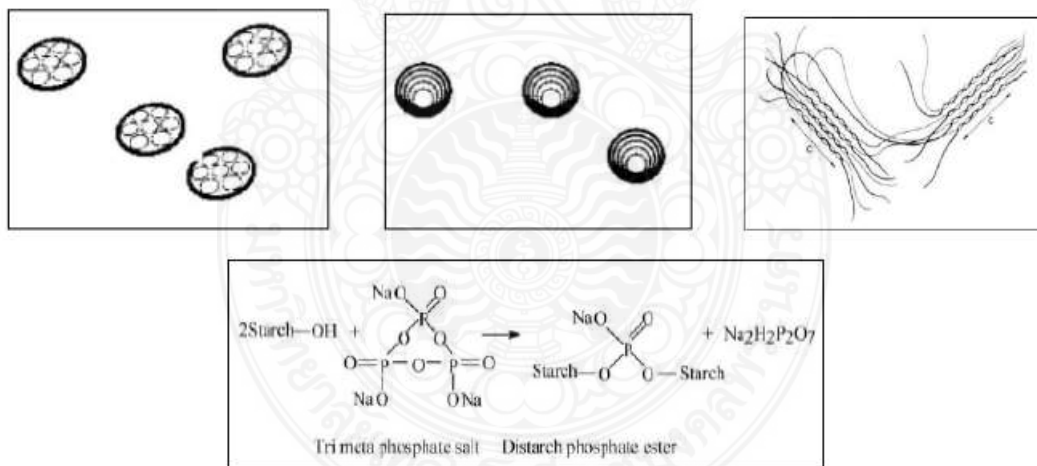 c
c
NaO O
2Starch—OH + P → NaO O + Na2H2P2O7
O O P
O=P O P=O Starch—O O—Starch
NaO ONa
Tri meta phosphate salt Distarch phosphate ester